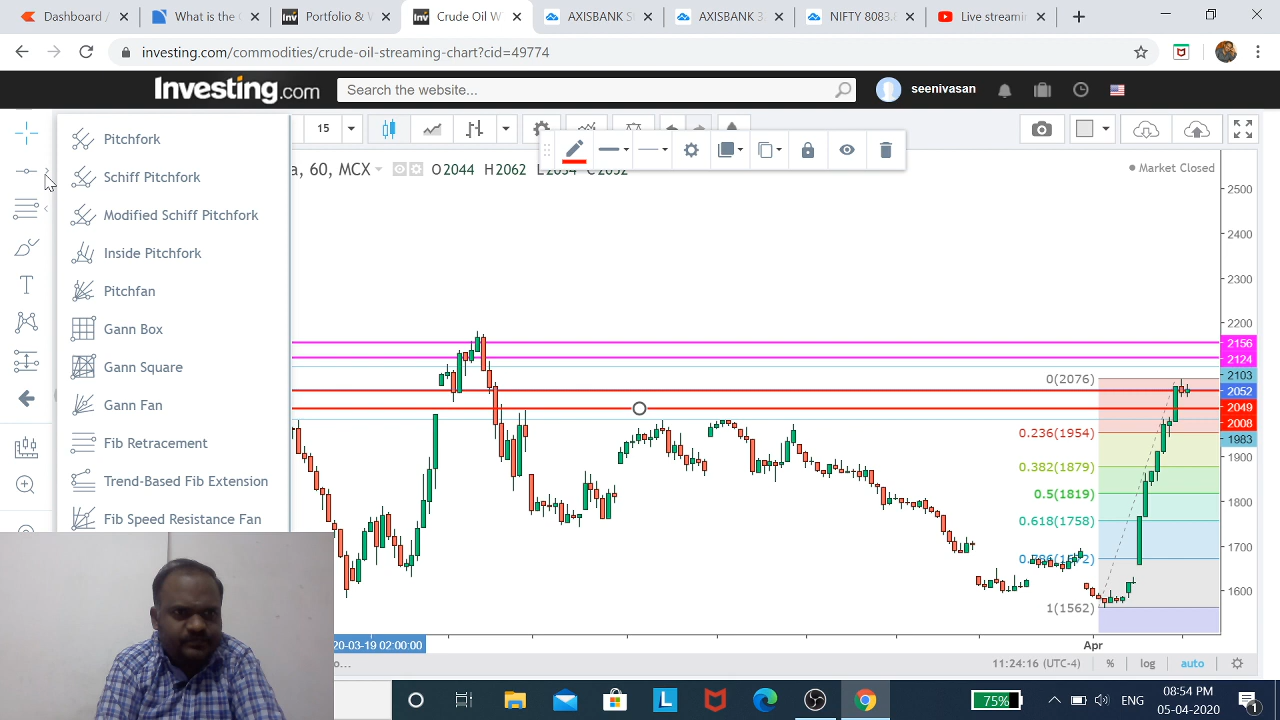 Dashboard /
What is the
Portfolio & W
Crude Oil W
AXISBANK S
AXISBANK 3
NIFTY 8083.
Live streami
investing.com/commodities/crude-oil-streaming-chart?cid=49774
Investing.com
Search the website...
seenivasan
Pitchfork
15
a, 60, MCX
O2044 H2062
Market Closed
Schiff Pitchfork
Modified Schiff Pitchfork
Inside Pitchfork
Pitchfan
Gann Box
Gann Square
Gann Fan
Fib Retracement
Trend-Based Fib Extension
Fib Speed Resistance Fan
2500
2400
2300
2200
2156
2124
2103
2052
2049
2008
1983
1900
1800
1700
1600
0(2076)
0.236(1954)
0.382(1879)
0.5(1819)
0.618(1758)
1(1562)
20-03-19 02:00:00
Apr
o...
11:24:16 (UTC-4)
%
log
auto
75%
ENG
08:54 PM
05-04-2020
1